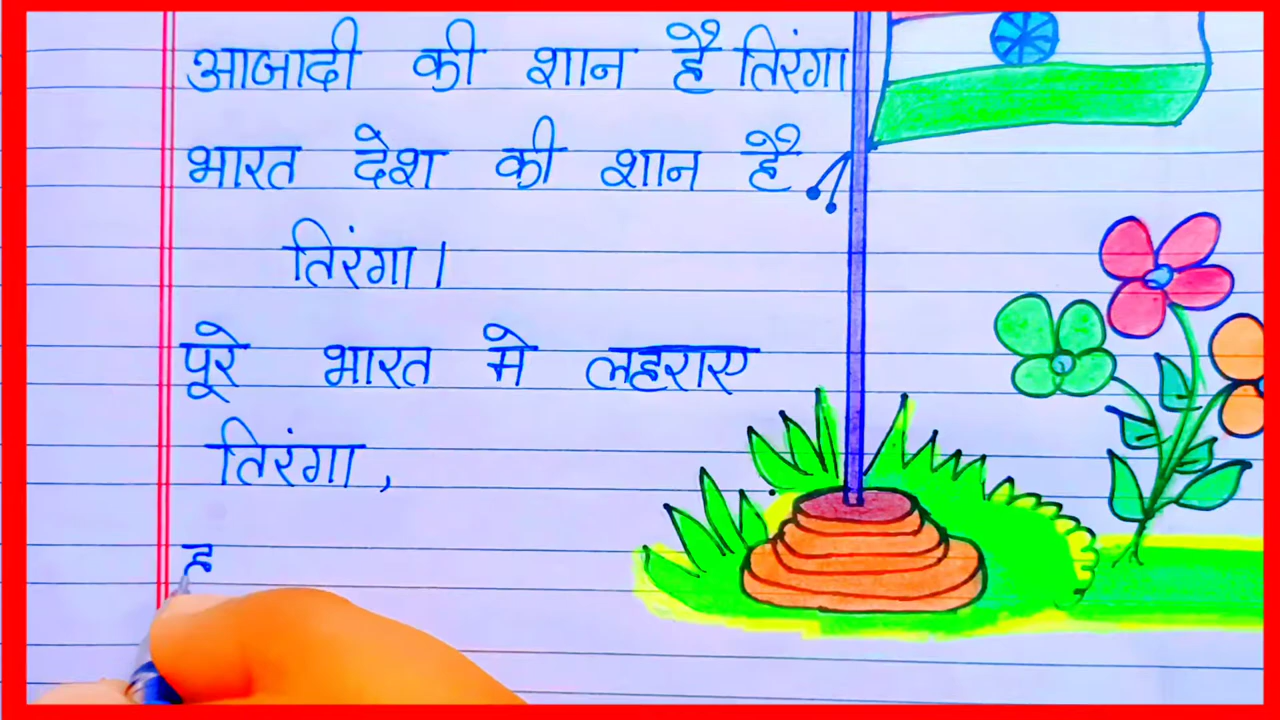 आजादी की शान है तिरंगा
भारत देश की शान है
तिरंगा।
पूरे भारत मे लहराए
तिरंगा,
ह